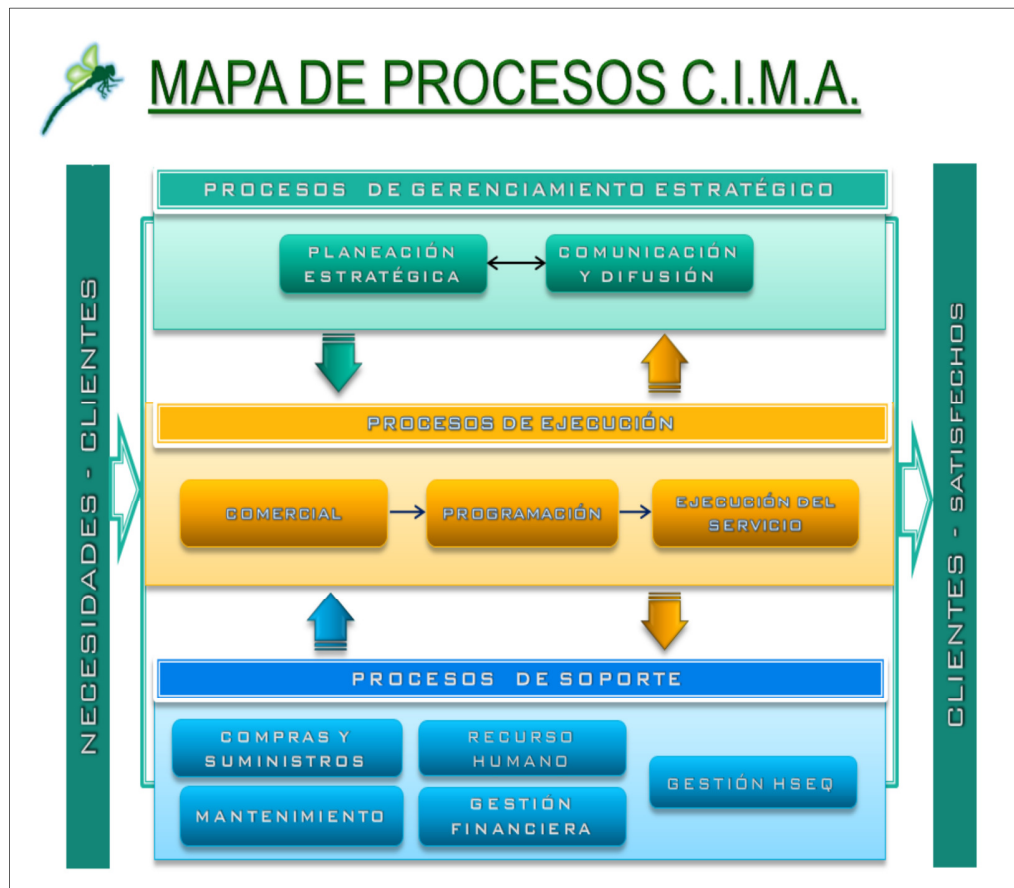 MAPA DE PROCESOS C.I.M.A.
NECESIDADES - CLIENTES
PROCESOS DE GERENCIAMIENTO ESTRATÉGICO
PLANEACIÓN
ESTRATÉGICA
COMUNICACIÓN
Y DIFUSIÓN
PROCESOS DE EJECUCIÓN
COMERCIAL
PROGRAMACIÓN
EJECUCIÓN DEL
SERVICIO
PROCESOS DE SOPORTE
COMPRAS Y
SUMINISTROS
RECURSO
HUMANO
GESTIÓN HSEQ
MANTENIMIENTO
GESTIÓN
FINANCIERA
CLIENTES - SATISFECHOS